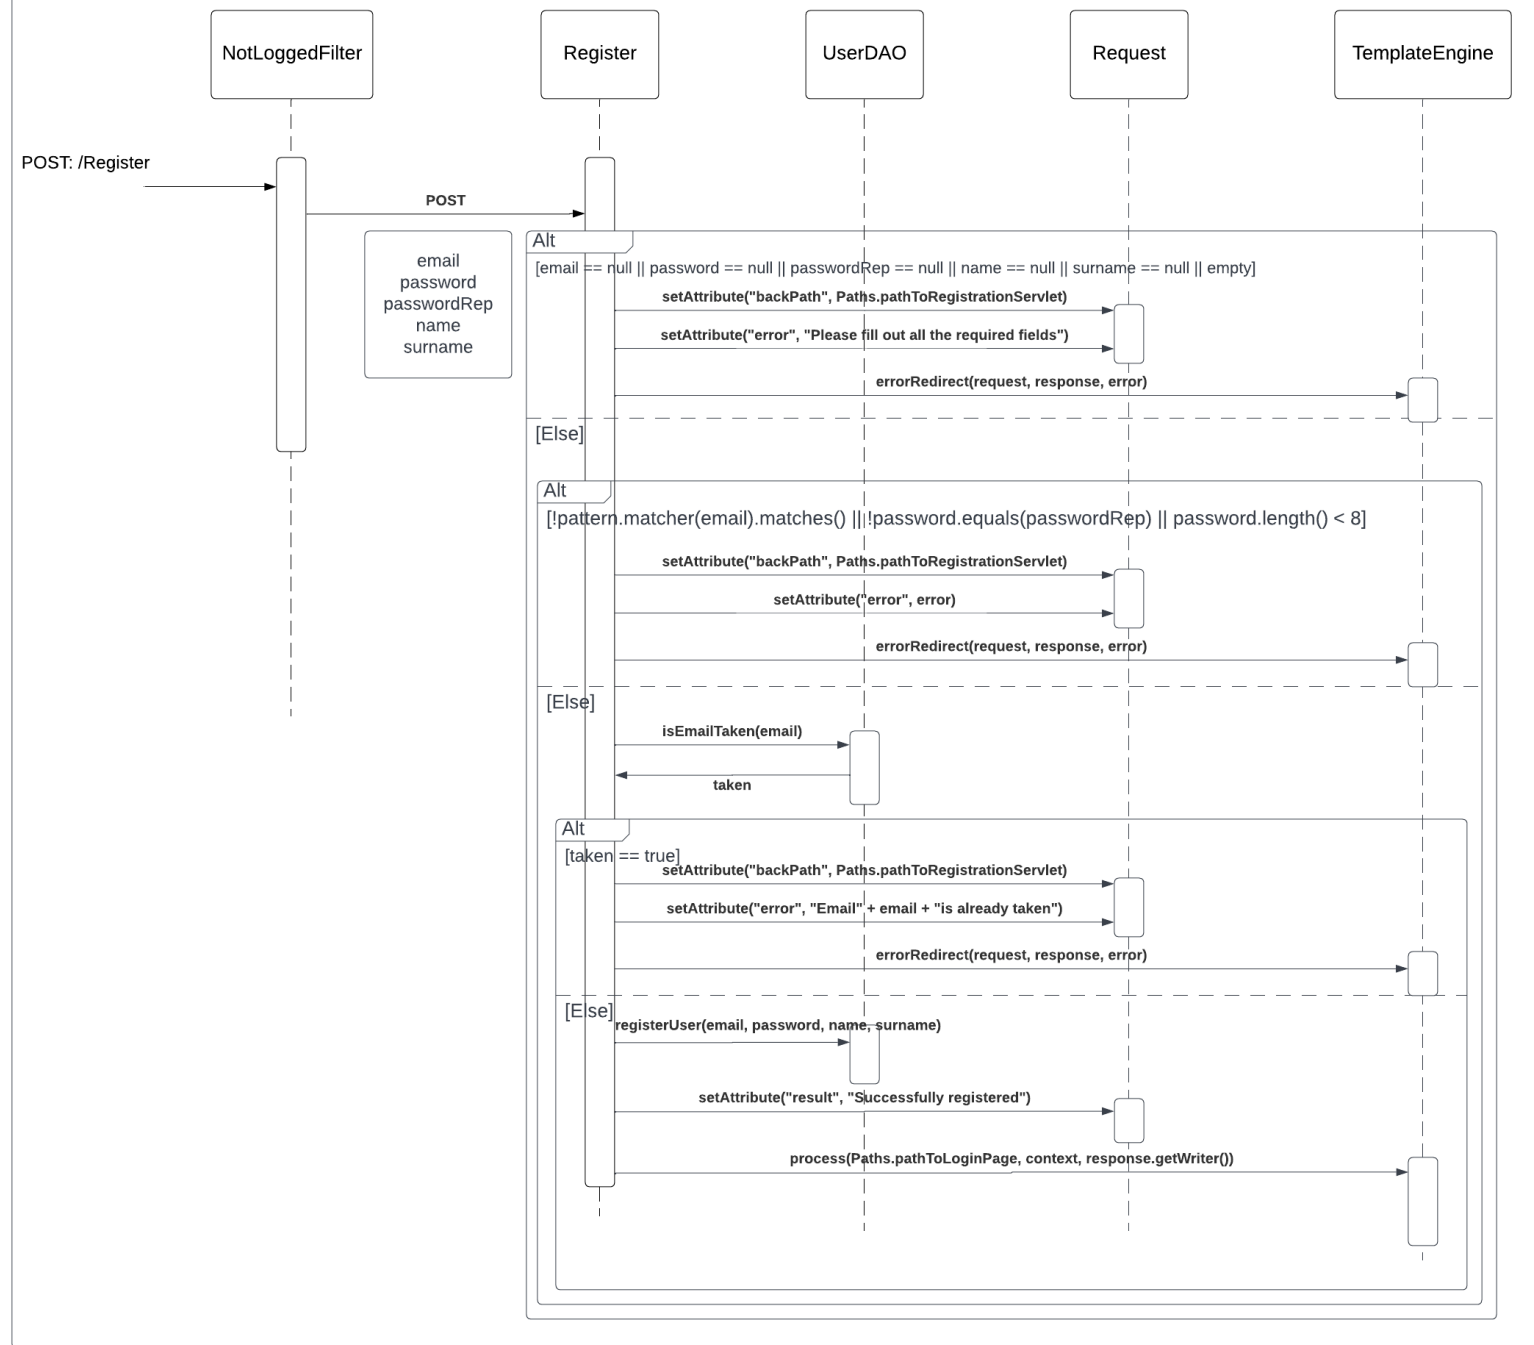 NotLoggedFilter
Register
UserDAO
Request
TemplateEngine
POST: /Register
POST
email
password
passwordRep
name
surname
Alt
[email == null || password == null || passwordRep == null || name == null || surname == null || empty]
setAttribute("backPath", Paths.pathToRegistrationServlet)
setAttribute("error", "Please fill out all the required fields")
errorRedirect(request, response, error)
[Else]
Alt
[!pattern.matcher(email).matches() || !password.equals(passwordRep) || password.length() < 8]
setAttribute("backPath", Paths.pathToRegistrationServlet)
setAttribute("error", error)
errorRedirect(request, response, error)
[Else]
isEmailTaken(email)
taken
Alt
[taken == true]
setAttribute("backPath", Paths.pathToRegistrationServlet)
setAttribute("error", "Email" + email + "is already taken")
errorRedirect(request, response, error)
[Else]
registerUser(email, password, name, surname)
setAttribute("result", "Successfully registered")
process(Paths.pathToLoginPage, context, response.getWriter())